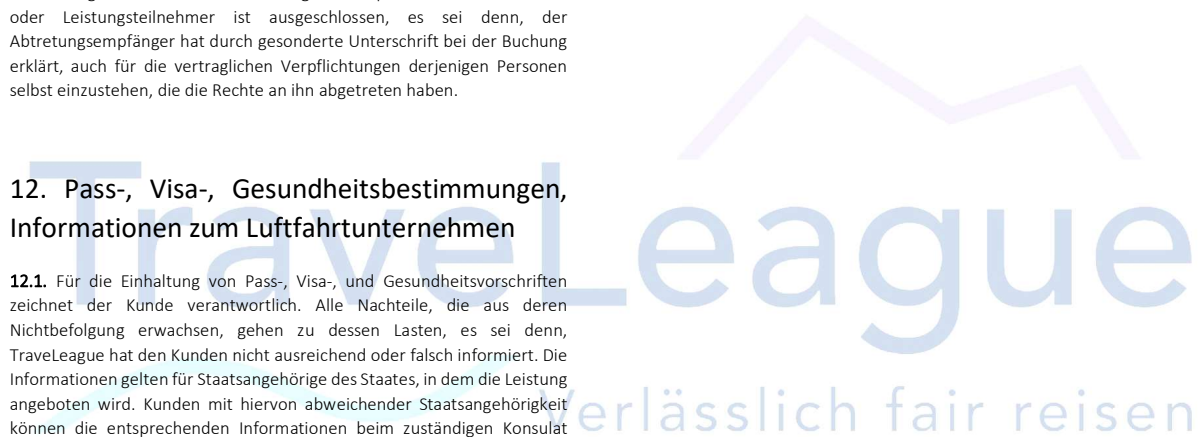 oder Leistungsteilnehmer ist ausgeschlossen, es sei denn, der
Abtretungsempfänger hat durch gesonderte Unterschrift bei der Buchung
erklärt, auch für die vertraglichen Verpflichtungen derjenigen Personen
selbst einzustehen, die die Rechte an ihn abgetreten haben.
12. Pass-, Visa-, Gesundheitsbestimmungen,
Informationen zum Luftfahrtunternehmen
12.1. Für die Einhaltung von Pass-, Visa-, und Gesundheitsvorschriften
zeichnet der Kunde verantwortlich. Alle Nachteile, die aus deren
Nichtbefolgung erwachsen, gehen zu dessen Lasten, es sei denn,
TraveLeague hat den Kunden nicht ausreichend oder falsch informiert. Die
Informationen gelten für Staatsangehörige des Staates, in dem die Leistung
angeboten wird. Kunden mit hiervon abweichender Staatsangehörigkeit
können die entsprechenden Informationen beim zuständigen Konsulat
TraveLeague
Verlässlich fair reisen